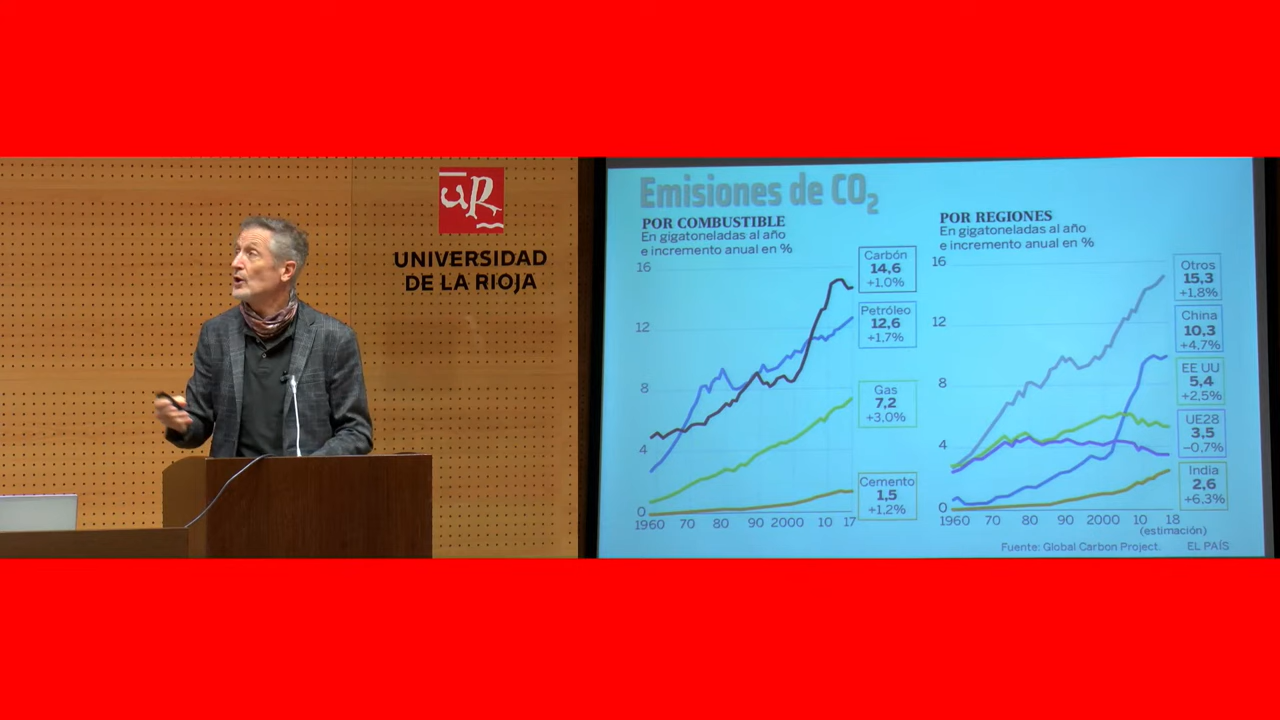 uR
UNIVERSIDAD
DE LA RIOJA
Emisiones de CO₂
POR COMBUSTIBLE
En gigatoneladas al año
e incremento anual en %
16
12
8
4
0
1960 70 80 90 2000 10 17
Carbón
14,6
+1,0%
Petróleo
12,6
+1,7%
Gas
7,2
+3,0%
Cemento
1,5
+1,2%
POR REGIONES
En gigatoneladas al año
e incremento anual en %
16
12
8
4
0
1960 70 80 90 2000 10 18
(estimación)
Otros
15,3
+1,8%
China
10,3
+4,7%
EE UU
5,4
+2,5%
UE28
3,5
−0,7%
India
2,6
+6,3%
Fuente: Global Carbon Project. EL PAÍS